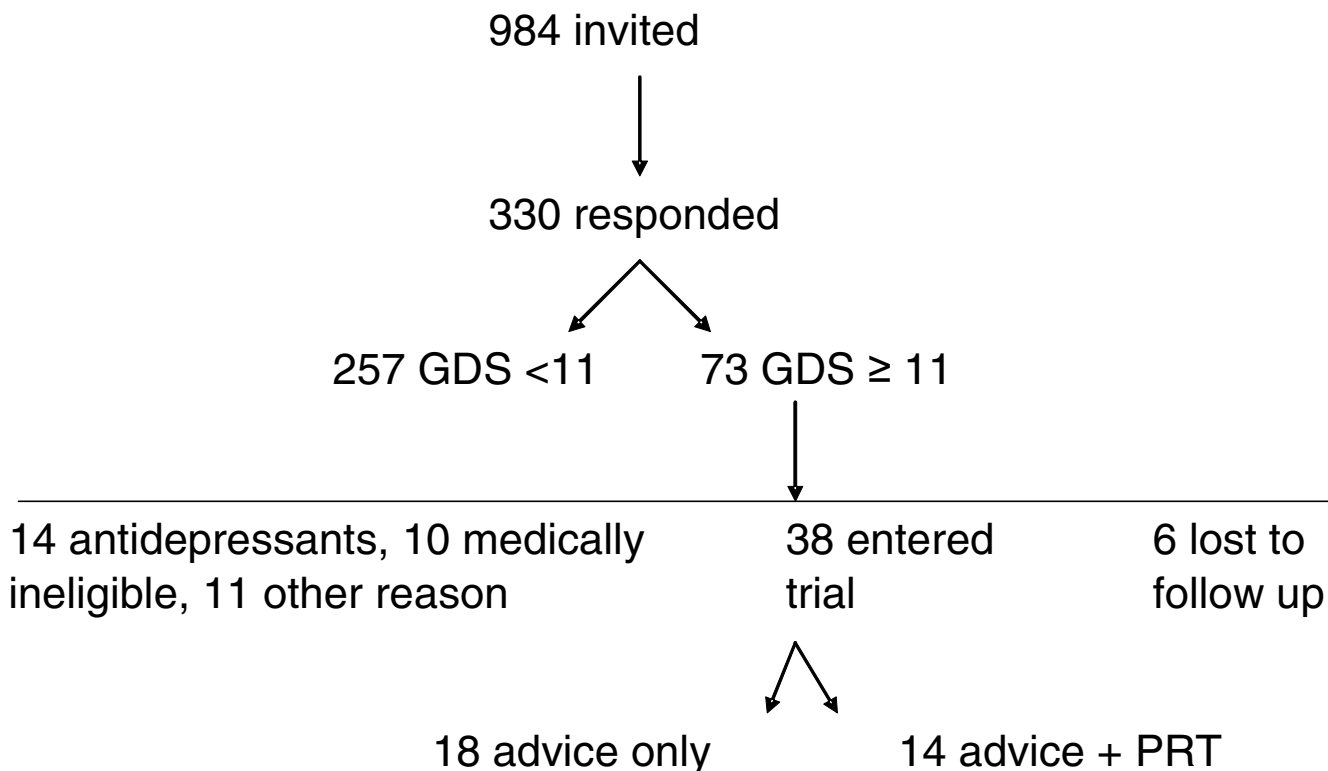 984 invited
330 responded
257 GDS <11
73 GDS ≥ 11
14 antidepressants, 10 medically
ineligible, 11 other reason
38 entered
trial
6 lost to
follow up
18 advice only
14 advice + PRT